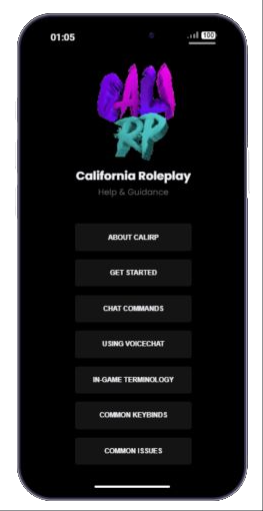 01:05
100
CALI
RP
California Roleplay
Help & Guidance
ABOUT CALIRP
GET STARTED
CHAT COMMANDS
USING VOICECHAT
IN-GAME TERMINOLOGY
COMMON KEYBINDS
COMMON ISSUES